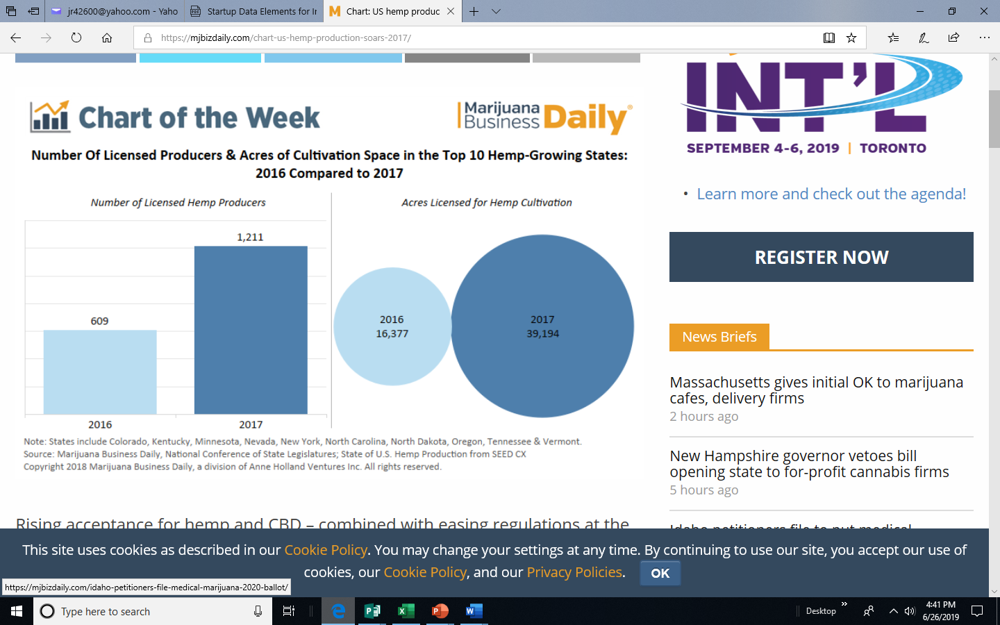 jr42600@yahoo.com - Yaho
Startup Data Elements for Ir
Chart: US hemp produc
https://mjbizdaily.com/chart-us-hemp-production-soars-2017/
Chart of the Week
Marijuana
Business Daily®
Number Of Licensed Producers & Acres of Cultivation Space in the Top 10 Hemp-Growing States:
2016 Compared to 2017
Number of Licensed Hemp Producers
Acres Licensed for Hemp Cultivation
1,211
609
2016
2017
2016
16,377
2017
39,194
Note: States include Colorado, Kentucky, Minnesota, Nevada, New York, North Carolina, North Dakota, Oregon, Tennessee & Vermont.
Source: Marijuana Business Daily, National Conference of State Legislatures; State of U.S. Hemp Production from SEED CX
Copyright 2018 Marijuana Business Daily, a division of Anne Holland Ventures Inc. All rights reserved.
Rising acceptance for hemp and CBD – combined with easing regulations at the
INT'L
SEPTEMBER 4-6, 2019 | TORONTO
• Learn more and check out the agenda!
REGISTER NOW
News Briefs
Massachusetts gives initial OK to marijuana
cafes, delivery firms
2 hours ago
New Hampshire governor vetoes bill
opening state to for-profit cannabis firms
5 hours ago
Idaho petitioners file to put medical
This site uses cookies as described in our Cookie Policy. You may change your settings at any time. By continuing to use our site, you accept our use of
cookies, our Cookie Policy, and our Privacy Policies.
OK
https://mjbizdaily.com/idaho-petitioners-file-medical-marijuana-2020-ballot/
Type here to search
Desktop
4:41 PM
6/26/2019